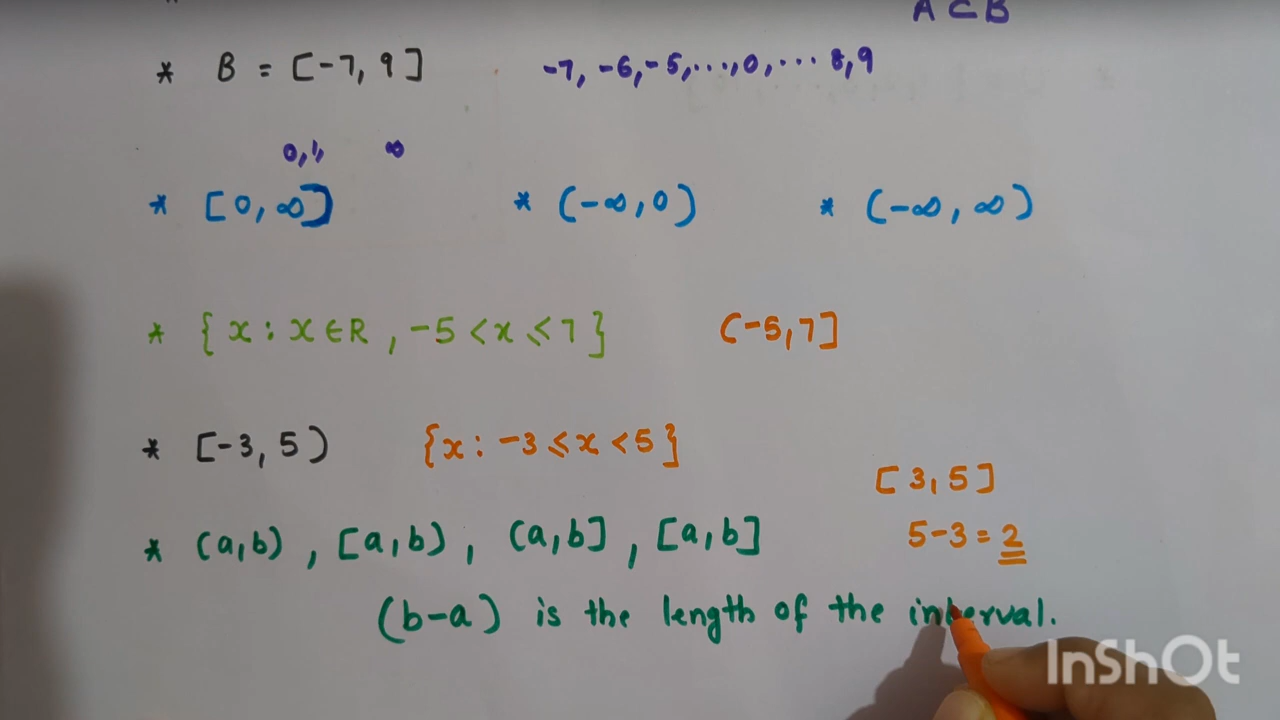 A ⊂ B
* B = [-7, 9] -7, -6, -5, ..., 0, ... 8, 9
0, 1, ∞
* [0, ∞) * (-∞, 0) * (-∞, ∞)
* {x : x ∈ R, -5 < x ≤ 7} (-5, 7]
* [-3, 5) {x : -3 ≤ x < 5}
[3, 5]
* (a, b), [a, b), (a, b], [a, b] 5-3 = 2
(b-a) is the length of the interval.
InShOt